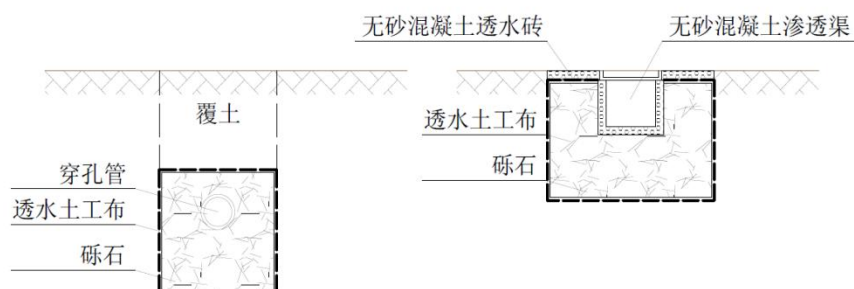 无砂混凝土透水砖
无砂混凝土渗透渠
覆土
透水土工布
砾石
穿孔管
透水土工布
砾石